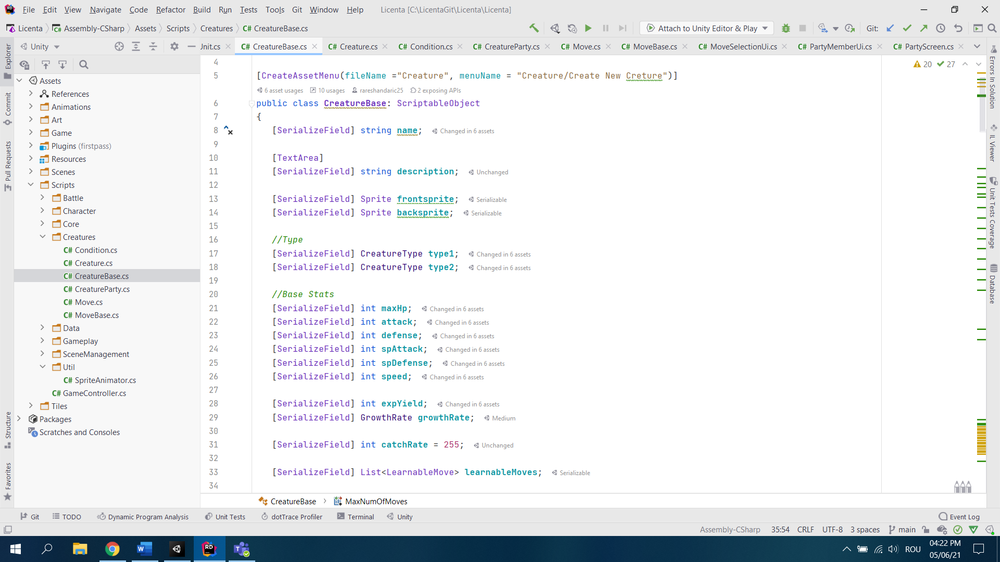 File Edit View Navigate Code Refactor Build Run Tests Tools Git Window Help Licenta [C:\LicentaGit\Licenta\Licenta]
Licenta Assembly-CSharp Assets Scripts Creatures C# CreatureBase.cs Attach to Unity Editor & Play Git:
Unity Unit.cs C# CreatureBase.cs C# Creature.cs C# Condition.cs C# CreatureParty.cs C# Move.cs C# MoveBase.cs C# MoveSelectionUi.cs C# PartyMemberUi.cs C# PartyScreen.cs
Explorer
Commit
Pull Requests
Structure
Favorites
Assets
References
Animations
Art
Game
Plugins (firstpass)
Resources
Scenes
Scripts
Battle
Character
Core
Creatures
C# Condition.cs
C# Creature.cs
C# CreatureBase.cs
C# CreatureParty.cs
C# Move.cs
C# MoveBase.cs
Data
Gameplay
SceneManagement
Util
C# SpriteAnimator.cs
C# GameController.cs
Tiles
Packages
Scratches and Consoles
20 27
4
5 [CreateAssetMenu(fileName ="Creature", menuName = "Creature/Create New Creture")]
6 asset usages 10 usages rareshandaric25 2 exposing APIs
6 public class CreatureBase: ScriptableObject
7 {
8 [SerializeField] string name; Changed in 6 assets
9
10 [TextArea]
11 [SerializeField] string description; Unchanged
12
13 [SerializeField] Sprite frontsprite; Serializable
14 [SerializeField] Sprite backsprite; Serializable
15
16 //Type
17 [SerializeField] CreatureType type1; Changed in 6 assets
18 [SerializeField] CreatureType type2; Changed in 6 assets
19
20 //Base Stats
21 [SerializeField] int maxHp; Changed in 6 assets
22 [SerializeField] int attack; Changed in 6 assets
23 [SerializeField] int defense; Changed in 6 assets
24 [SerializeField] int spAttack; Changed in 6 assets
25 [SerializeField] int spDefense; Changed in 6 assets
26 [SerializeField] int speed; Changed in 6 assets
27
28 [SerializeField] int expYield; Changed in 6 assets
29 [SerializeField] GrowthRate growthRate; Medium
30
31 [SerializeField] int catchRate = 255; Unchanged
32
33 [SerializeField] List<LearnableMove> learnableMoves; Serializable
34
Errors In Solution
IL Viewer
Unit Tests Coverage
Database
CreatureBase MaxNumOfMoves
Git TODO Dynamic Program Analysis Unit Tests dotTrace Profiler Terminal Unity Event Log
Assembly-CSharp 35:54 CRLF UTF-8 3 spaces main
RD W RD ROU 04:22 PM
05/06/21